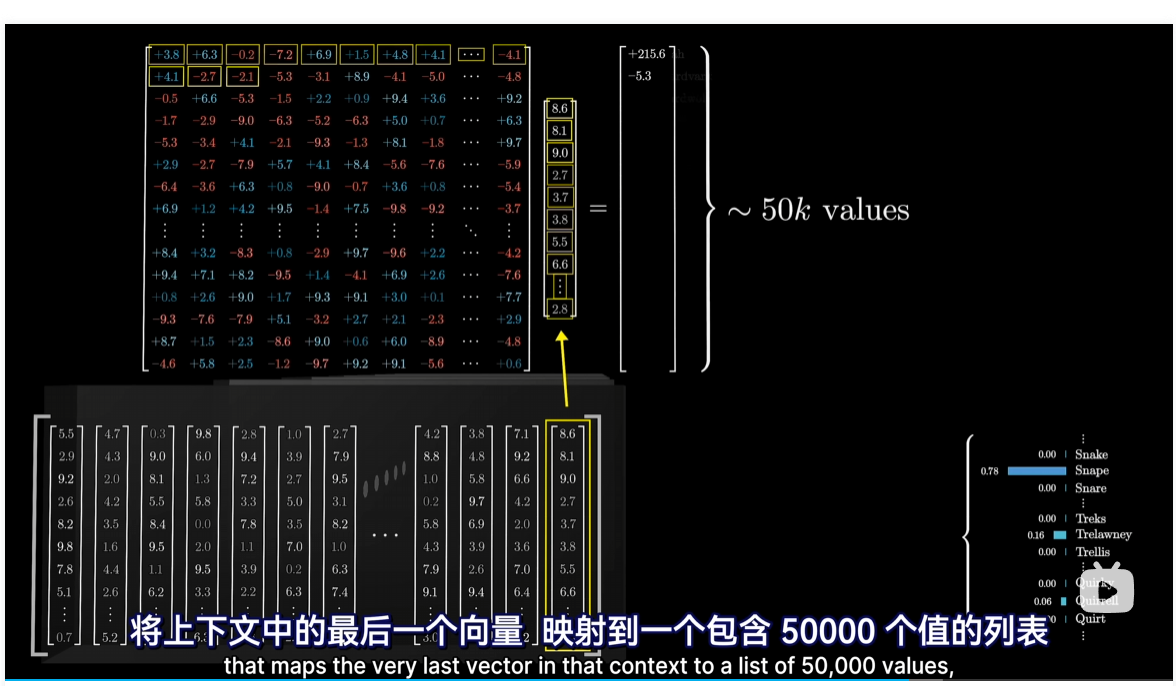 +3.8 +6.3 −0.2 −7.2 +6.9 +1.5 +4.8 +4.1 ⋯ −4.1
+4.1 −2.7 −2.1 −5.3 −3.1 +8.9 −4.1 −5.0 ⋯ −4.8
−0.5 +6.6 −5.3 −1.5 +2.2 +0.9 +9.4 +3.6 ⋯ +9.2
−1.7 −2.9 −9.0 −6.3 −5.2 −6.3 +5.0 +0.7 ⋯ +6.3
−5.3 −3.4 +4.1 −2.1 −9.3 −1.3 +8.1 −1.8 ⋯ +9.7
+2.9 −2.7 −7.9 +5.7 +4.1 +8.4 −5.6 −7.6 ⋯ −5.9
−6.4 −3.6 +6.3 +0.8 −9.0 −0.7 +3.6 +0.8 ⋯ −5.4
+6.9 +1.2 +4.2 +9.5 −1.4 +7.5 −9.8 −9.2 ⋯ −3.7
⋮ ⋮ ⋮ ⋮ ⋮ ⋮ ⋮ ⋮ ⋱ ⋮
+8.4 +3.2 −8.3 +0.8 −2.9 +9.7 −9.6 +2.2 ⋯ −4.2
+9.4 +7.1 +8.2 −9.5 +1.4 −4.1 +6.9 +2.6 ⋯ −7.6
+0.8 +2.6 +9.0 +1.7 +9.3 +9.1 +3.0 +0.1 ⋯ +7.7
−9.3 −7.6 −7.9 +5.1 −3.2 +2.7 +2.1 −2.3 ⋯ +2.9
+8.7 +1.5 +2.3 −8.6 +9.0 +0.6 +6.0 −8.9 ⋯ −4.8
−4.6 +5.8 +2.5 −1.2 −9.7 +9.2 +9.1 −5.6 ⋯ +0.6
8.6
8.1
9.0
2.7
3.7
3.8
5.5
6.6
⋮
2.8
=
+215.6
−5.3
∼ 50k values
5.5 4.7 0.3 9.8 2.8 1.0 2.7 4.2 3.8 7.1 8.6
2.9 4.3 9.0 6.0 9.4 3.9 7.9 8.8 4.8 9.2 8.1
9.2 2.0 8.1 1.3 7.2 2.7 9.5 1.0 5.8 6.6 9.0
2.6 4.2 5.5 5.8 3.3 5.0 3.1 0.2 9.7 4.2 2.7
8.2 3.5 8.4 0.0 7.8 3.5 8.2 ⋯ 5.8 6.9 2.0 3.7
9.8 1.6 9.5 2.0 1.1 7.0 1.0 4.3 3.9 3.6 3.8
7.8 4.4 1.1 9.5 3.9 0.2 6.3 7.9 2.6 7.0 5.5
5.1 2.6 6.2 3.3 2.2 6.3 7.4 9.1 9.4 6.4 6.6
0.7 5.2
⋮
0.00 Snake
0.78 Snape
0.00 Snare
⋮
0.00 Treks
0.16 Trelawney
0.00 Trellis
⋮
0.00 Quirky
0.06 Quirrell
Quirt
⋮
将上下文中的最后一个向量 映射到一个包含 50000 个值的列表
that maps the very last vector in that context to a list of 50,000 values,